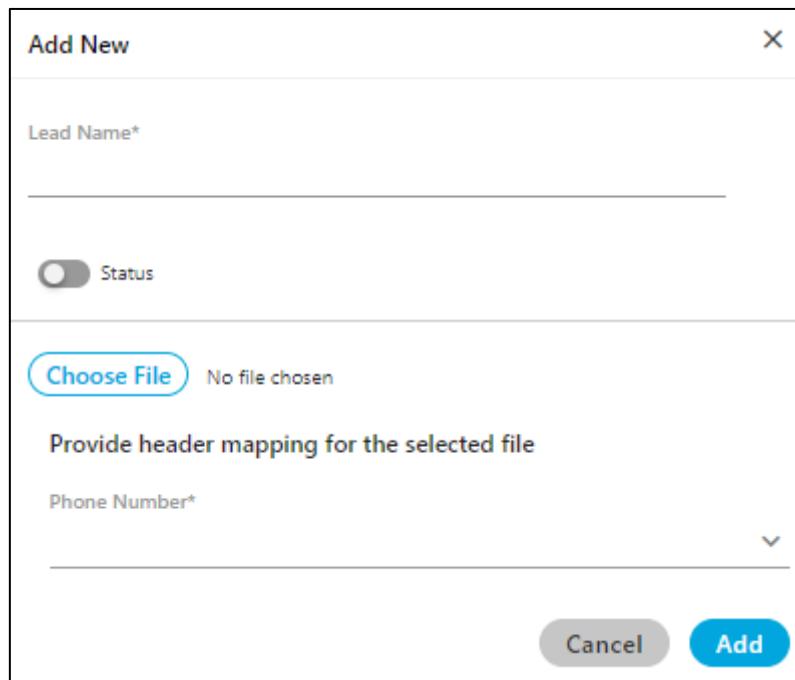 Add New
Lead Name*
Status
Choose File No file chosen
Provide header mapping for the selected file
Phone Number*
Cancel Add